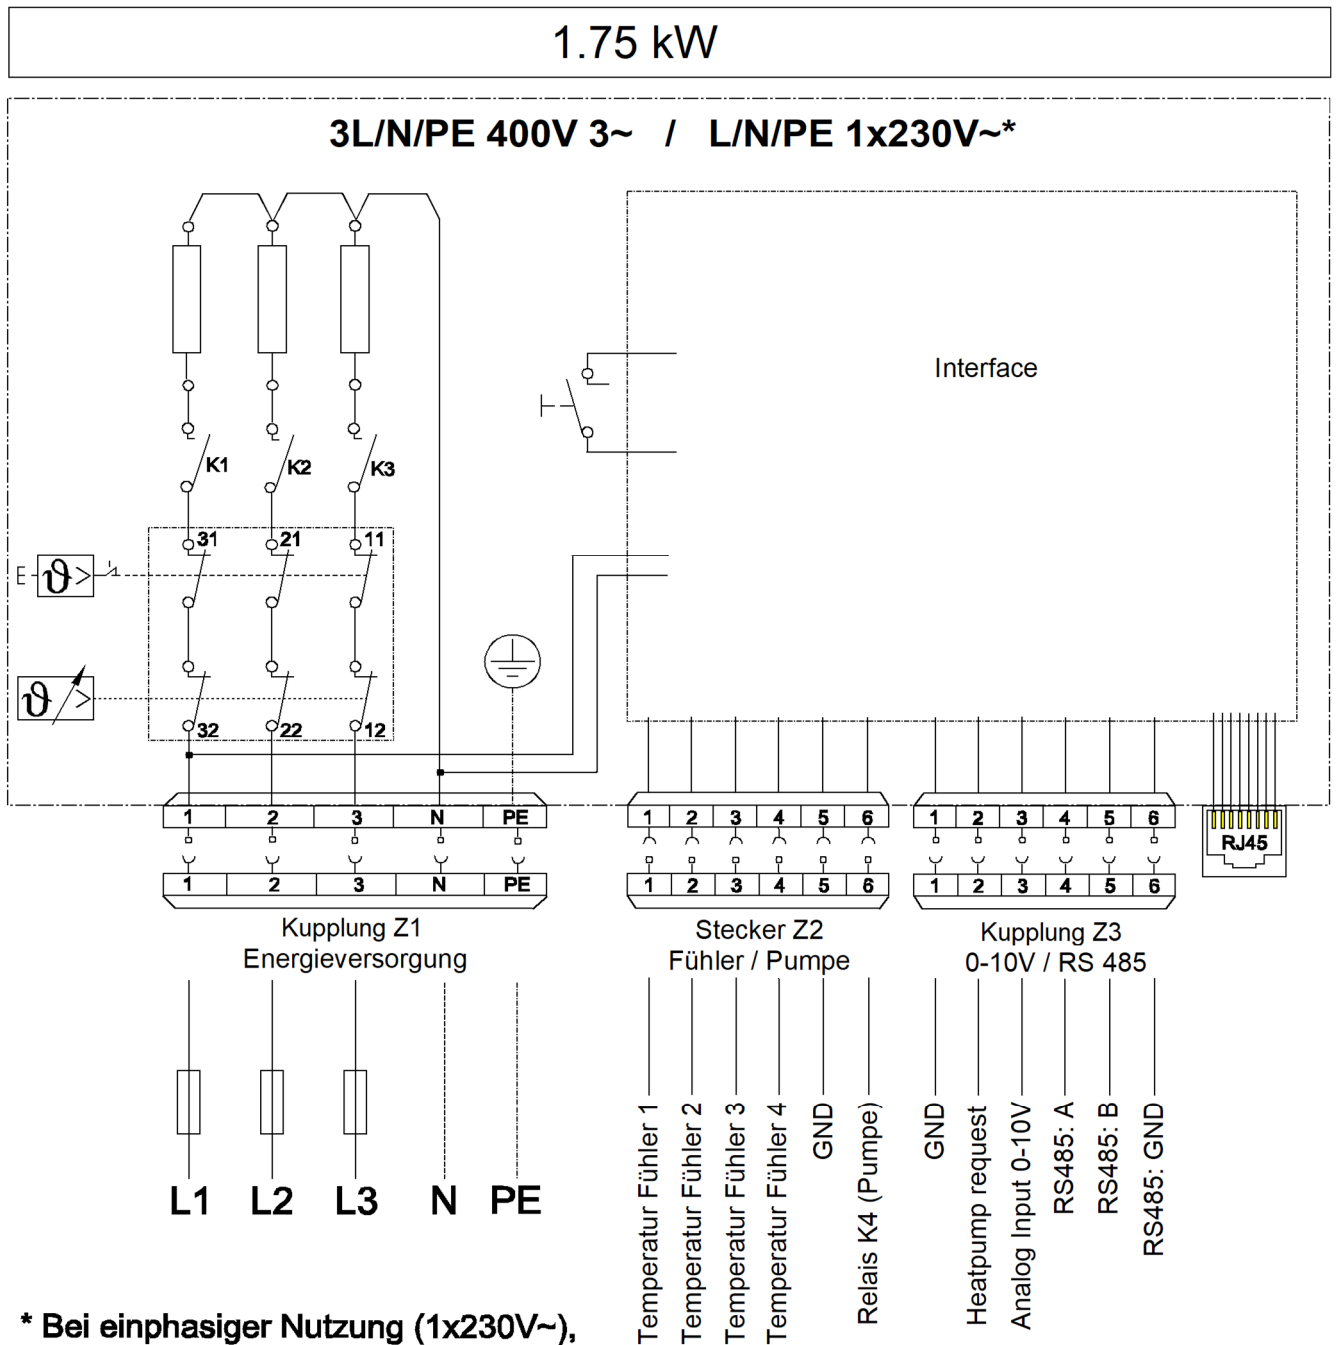 1.75 kW
3L/N/PE 400V 3~ / L/N/PE 1x230V~*
Interface
K1 K2 K3
31 21 11
ϑ >
ϑ >
32 22 12
1 2 3 N PE
1 2 3 4 5 6
1 2 3 4 5 6
RJ45
1 2 3 N PE
1 2 3 4 5 6
1 2 3 4 5 6
Kupplung Z1
Energieversorgung
Stecker Z2
Fühler / Pumpe
Kupplung Z3
0-10V / RS 485
L1 L2 L3 N PE
Temperatur Fühler 1
Temperatur Fühler 2
Temperatur Fühler 3
Temperatur Fühler 4
GND
Relais K4 (Pumpe)
GND
Heatpump request
Analog Input 0-10V
RS485: A
RS485: B
RS485: GND
* Bei einphasiger Nutzung (1x230V~),